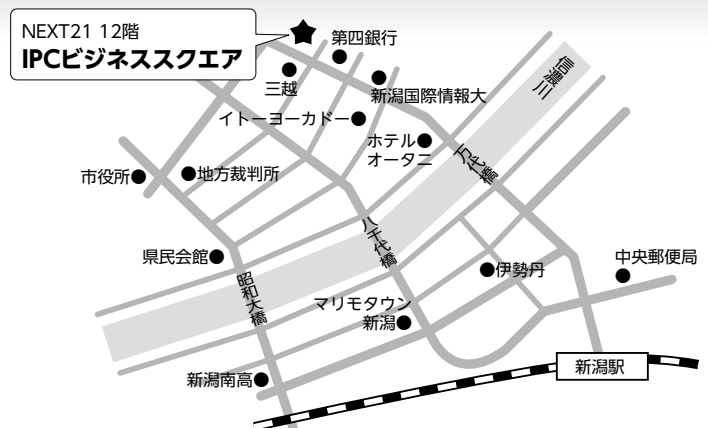 NEXT21 12階
IPCビジネススクエア
第四銀行
三越
新潟国際情報大
信濃川
イトーヨーカドー
ホテル
オータニ
万代橋
市役所
地方裁判所
八千代橋
県民会館
昭和大橋
伊勢丹
中央郵便局
マリモタウン
新潟
新潟駅
新潟南高